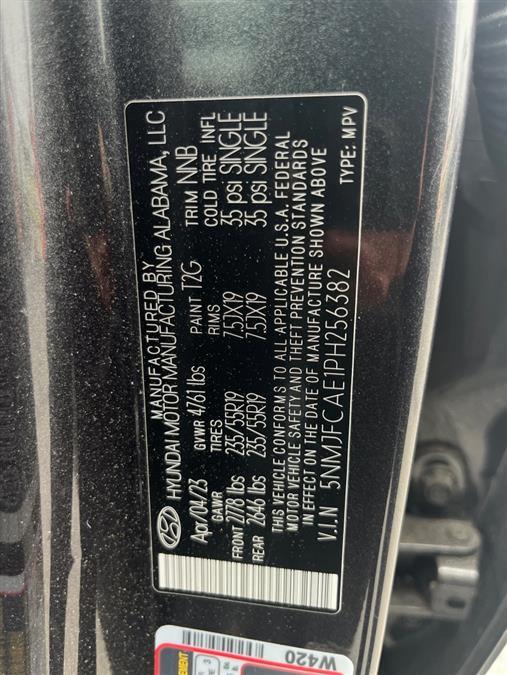 MANUFACTURED BY
HYUNDAI MOTOR MANUFACTURING ALABAMA, LLC
Apr/04/23 GVWR 4761 lbs PAINT T2G TRIM NNB
GAWR TIRES RIMS COLD TIRE INFL
FRONT 2778 lbs 235/55R19 7.5JX19 35 psi SINGLE
REAR 2646 lbs 235/55R19 7.5JX19 35 psi SINGLE
THIS VEHICLE CONFORMS TO ALL APPLICABLE U.S.A. FEDERAL
MOTOR VEHICLE SAFETY AND THEFT PREVENTION STANDARDS
IN EFFECT ON THE DATE OF MANUFACTURE SHOWN ABOVE
V.I.N 5NMJFCAE1PH256382 TYPE: MPV
W420